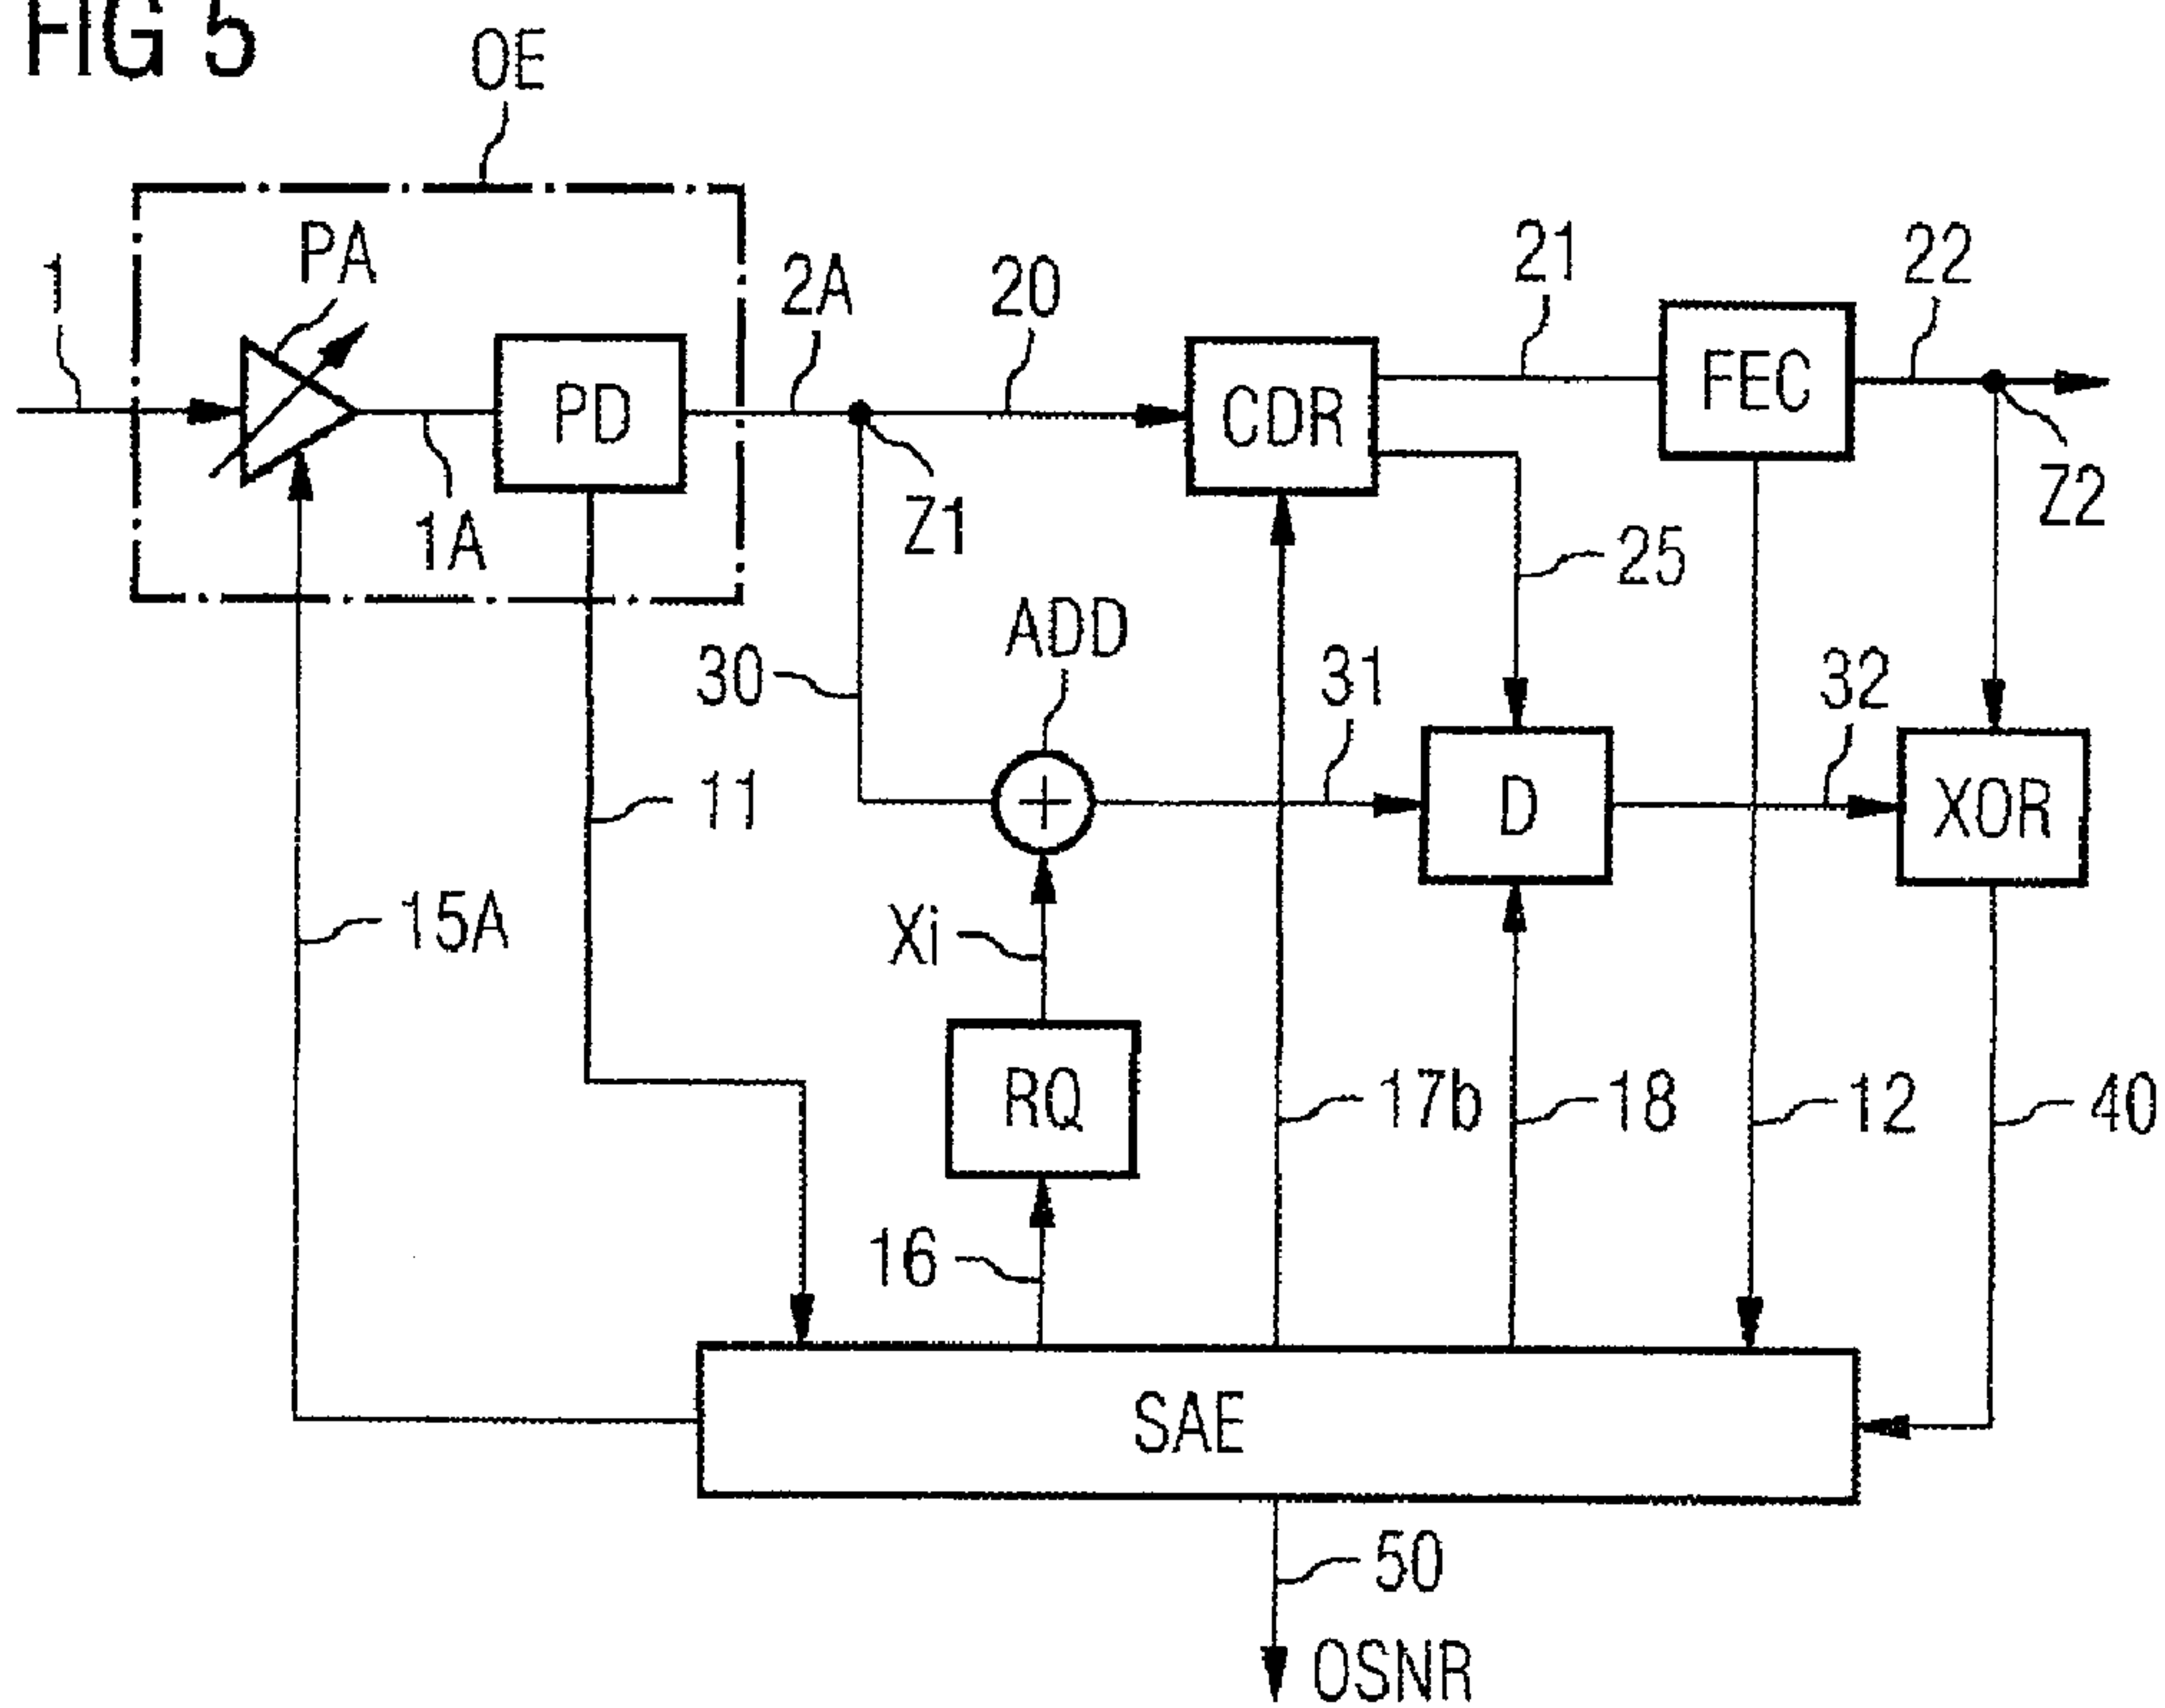 FIG 5
OE
PA
1
2A
20
21
22
PD
CDR
FEC
1A
Z1
Z2
25
ADD
30
31
32
11
+
D
XOR
15A
Xi
RQ
17b
18
12
40
16
SAE
50
OSNR